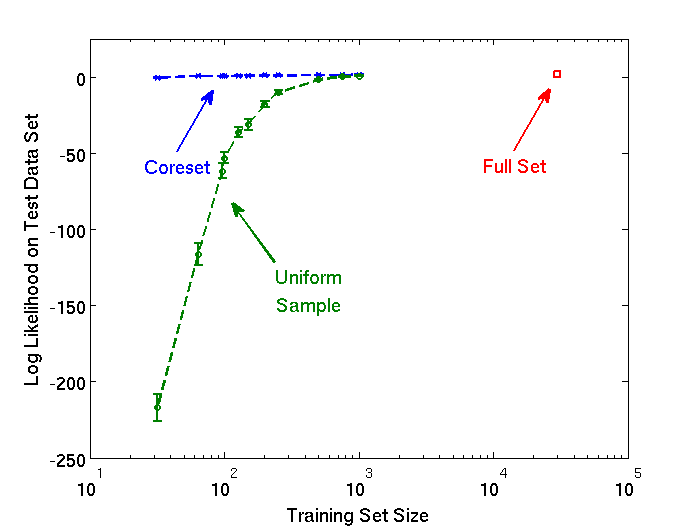 0
-50
-100
-150
-200
-250
Log Likelihood on Test Data Set
Coreset
Full Set
Uniform
Sample
10^1
10^2
10^3
10^4
10^5
Training Set Size